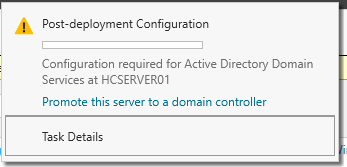 Post-deployment Configuration
Configuration required for Active Directory Domain
Services at HCSERVER01
Promote this server to a domain controller
Task Details